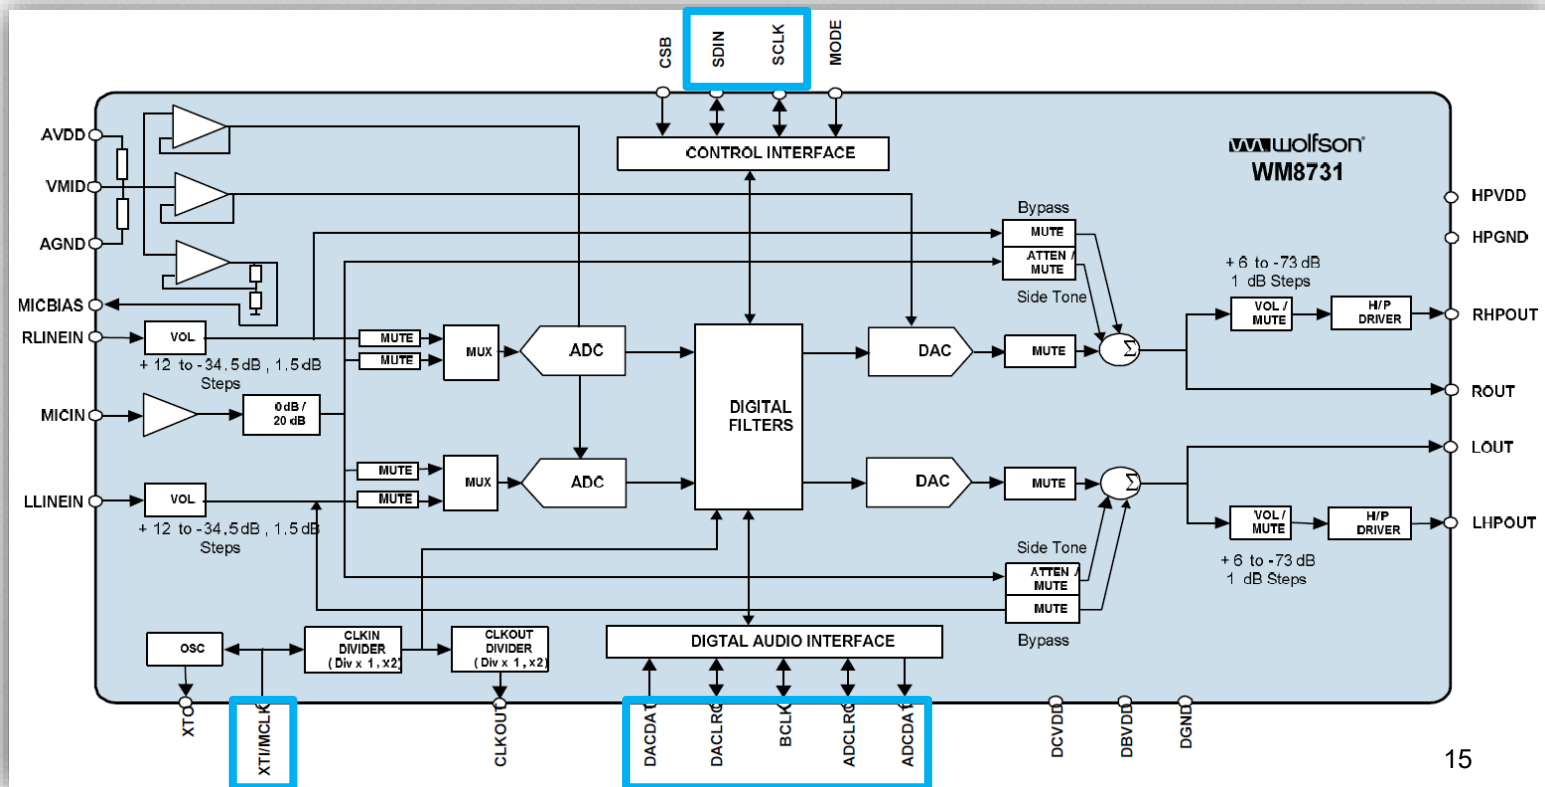 CSB
SDIN
SCLK
MODE
AVDD
VMID
AGND
MICBIAS
RLINEIN
MICIN
LLINEIN
CONTROL INTERFACE
wolfson
WM8731
HPVDD
HPGND
RHPOUT
ROUT
LOUT
LHPOUT
Bypass
MUTE
ATTEN /
MUTE
Side Tone
+ 6 to -73 dB
1 dB Steps
VOL /
MUTE
H/P
DRIVER
VOL
+ 12 to -34.5 dB , 1.5 dB
Steps
MUTE
MUTE
MUX
ADC
DIGITAL
FILTERS
DAC
MUTE
Σ
0 dB /
20 dB
MUTE
MUTE
MUX
ADC
DAC
MUTE
Σ
VOL
+ 12 to -34.5 dB , 1.5 dB
Steps
VOL /
MUTE
H/P
DRIVER
+ 6 to -73 dB
1 dB Steps
Side Tone
ATTEN /
MUTE
MUTE
Bypass
OSC
CLKIN
DIVIDER
( Div x 1 , x2)
CLKOUT
DIVIDER
( Div x 1 , x2)
DIGTAL AUDIO INTERFACE
XTO
XTI/MCLK
CLKOUT
DACDAT
DACLRC
BCLK
ADCLRC
ADCDAT
DCVDD
DBVDD
DGND
15